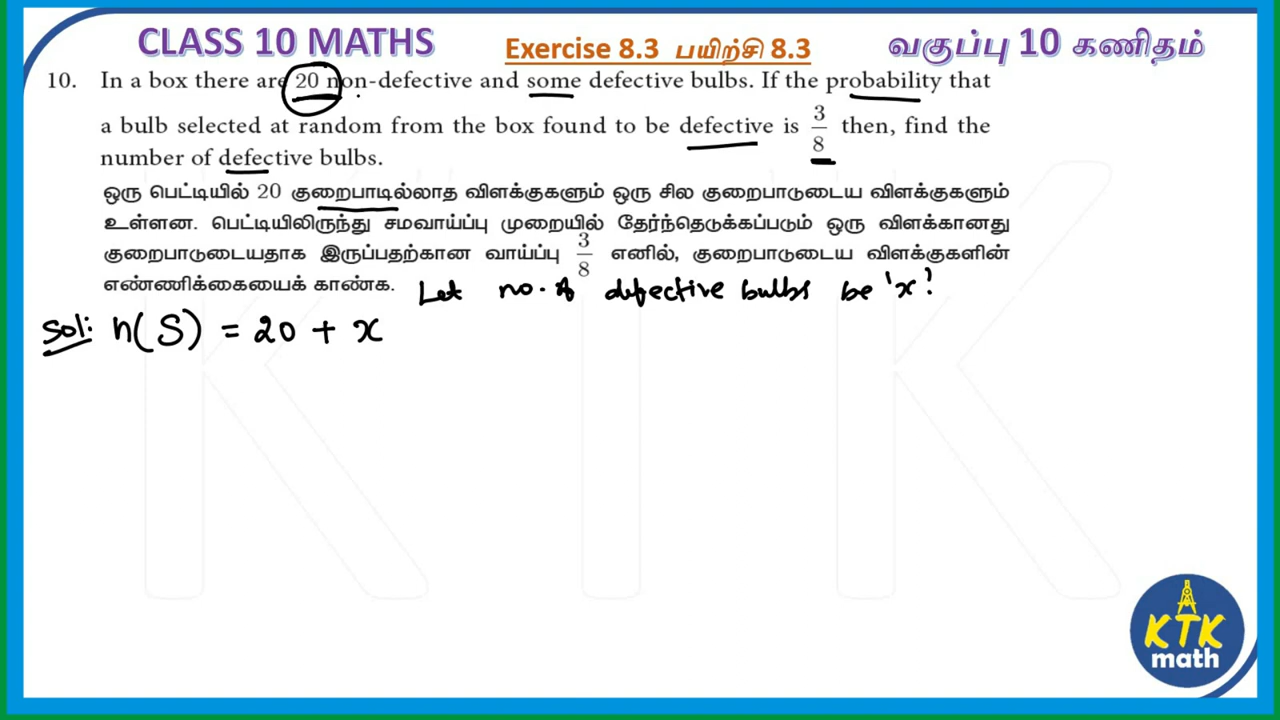 CLASS 10 MATHS Exercise 8.3 பயிற்சி 8.3 வகுப்பு 10 கணிதம்
10. In a box there are 20 non-defective and some defective bulbs. If the probability that
a bulb selected at random from the box found to be defective is 3/8 then, find the
number of defective bulbs.
ஒரு பெட்டியில் 20 குறைபாடில்லாத விளக்குகளும் ஒரு சில குறைபாடுடைய விளக்குகளும்
உள்ளன. பெட்டியிலிருந்து சமவாய்ப்பு முறையில் தேர்ந்தெடுக்கப்படும் ஒரு விளக்கானது
குறைபாடுடையதாக இருப்பதற்கான வாய்ப்பு 3/8 எனில், குறைபாடுடைய விளக்குகளின்
எண்ணிக்கையைக் காண்க. Let no. of defective bulbs be 'x'.
Sol: n(S) = 20 + x
KTK
math